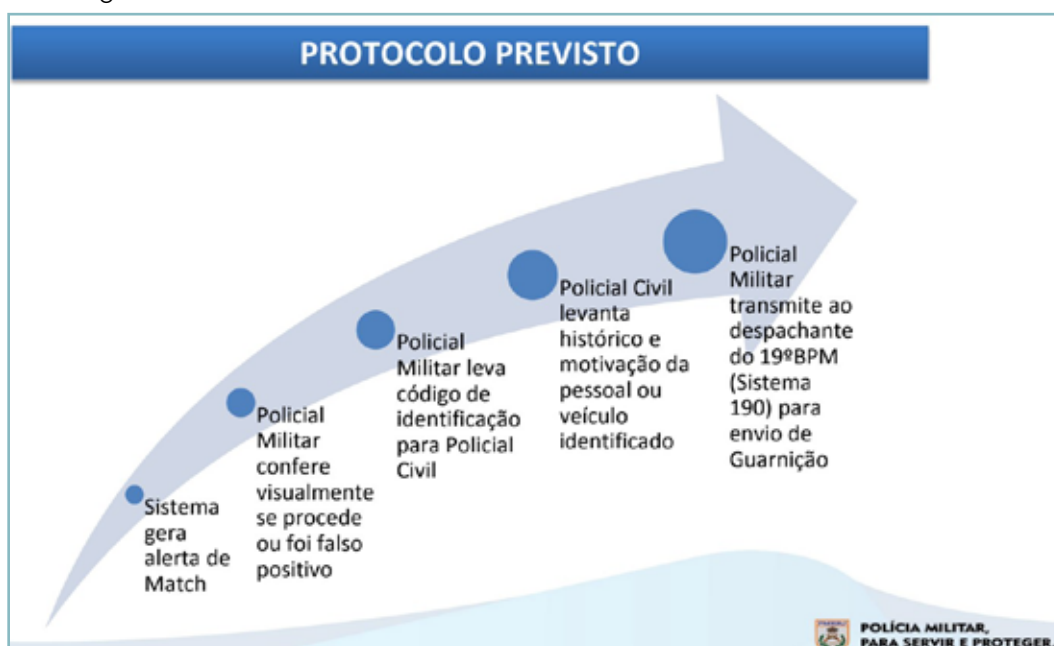 PROTOCOLO PREVISTO
Sistema
gera
alerta de
Match
Policial
Militar
confere
visualmente
se procede
ou foi falso
positivo
Policial
Militar leva
código de
identificação
para Policial
Civil
Policial Civil
levanta
histórico e
motivação da
pessoal ou
veículo
identificado
Policial
Militar
transmite ao
despachante
do 19ºBPM
(Sistema
190) para
envio de
Guarnição
POLÍCIA MILITAR,
PARA SERVIR E PROTEGER.